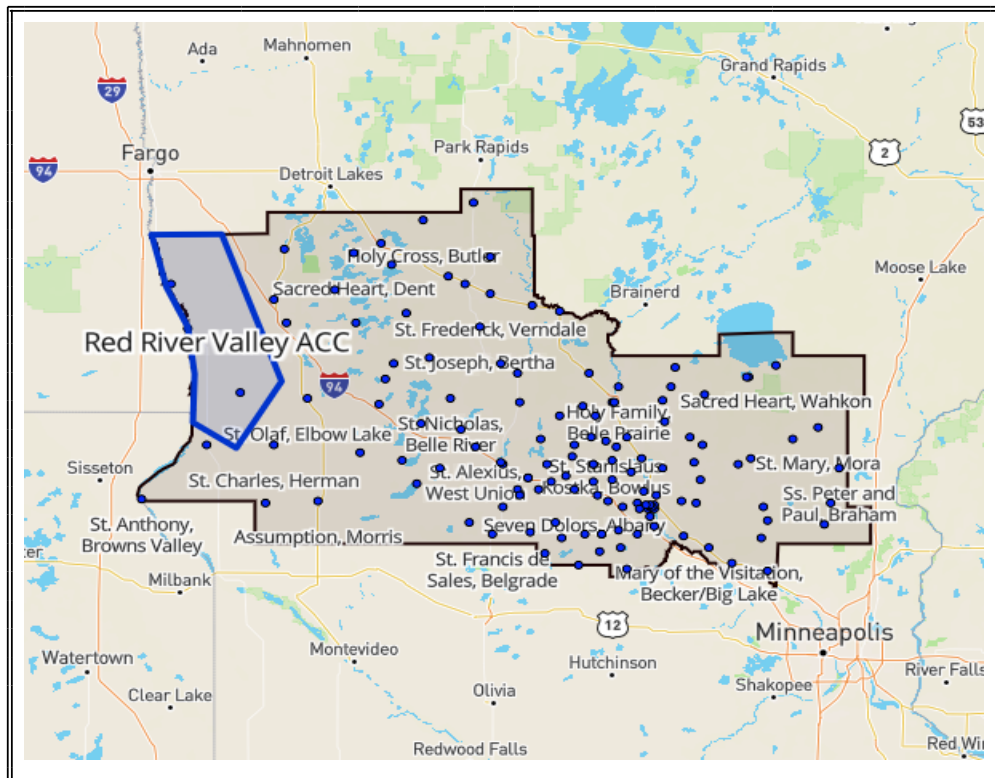 Ada
Mahnomen
Grand Rapids
29
53
2
Fargo
94
Park Rapids
Detroit Lakes
Holy Cross, Butler
Moose Lake
Sacred Heart, Dent
Brainerd
St. Frederick, Verndale
Red River Valley ACC
St. Joseph, Bertha
94
Sacred Heart, Wahkon
St. Olaf, Elbow Lake
St. Nicholas,
Belle River
Holy Family,
Belle Prairie
Sisseton
St. Charles, Herman
St. Alexius,
West Union
St. Stanislaus
Kostka, Bowlus
St. Mary, Mora
Ss. Peter and
Paul, Braham
St. Anthony,
Browns Valley
Assumption, Morris
Seven Dolors, Albany
St. Francis de
Sales, Belgrade
Mary of the Visitation,
Becker/Big Lake
Milbank
12
Minneapolis
Montevideo
Hutchinson
Watertown
Clear Lake
Olivia
Shakopee
River Falls
Redwood Falls
Red Win